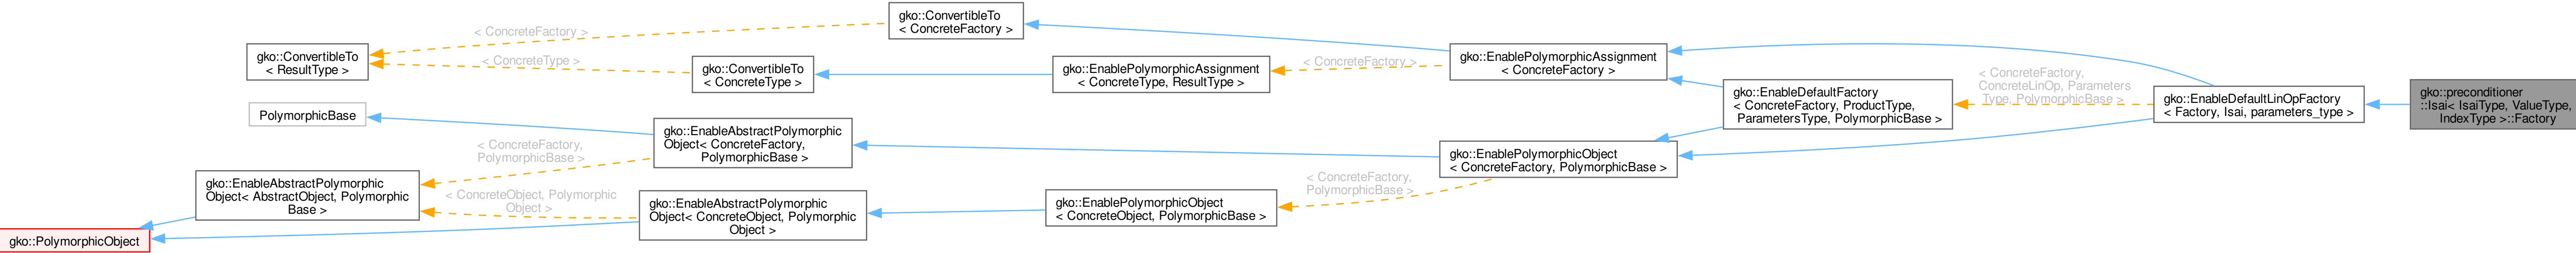 gko::ConvertibleTo
< ConcreteFactory >
< ConcreteFactory >
gko::ConvertibleTo
< ResultType >
< ConcreteType >
gko::ConvertibleTo
< ConcreteType >
gko::EnablePolymorphicAssignment
< ConcreteType, ResultType >
< ConcreteFactory >
gko::EnablePolymorphicAssignment
< ConcreteFactory >
gko::EnableDefaultFactory
< ConcreteFactory, ProductType,
ParametersType, PolymorphicBase >
< ConcreteFactory,
ConcreteLinOp, Parameters
Type, PolymorphicBase >
gko::EnableDefaultLinOpFactory
< Factory, Isai, parameters_type >
gko::preconditioner
::Isai< IsaiType, ValueType,
IndexType >::Factory
PolymorphicBase
gko::EnableAbstractPolymorphic
Object< ConcreteFactory,
PolymorphicBase >
< ConcreteFactory,
PolymorphicBase >
gko::EnablePolymorphicObject
< ConcreteFactory, PolymorphicBase >
gko::EnableAbstractPolymorphic
Object< AbstractObject, Polymorphic
Base >
< ConcreteObject, Polymorphic
Object >
gko::EnableAbstractPolymorphic
Object< ConcreteObject, Polymorphic
Object >
gko::EnablePolymorphicObject
< ConcreteObject, PolymorphicBase >
< ConcreteFactory,
PolymorphicBase >
gko::PolymorphicObject